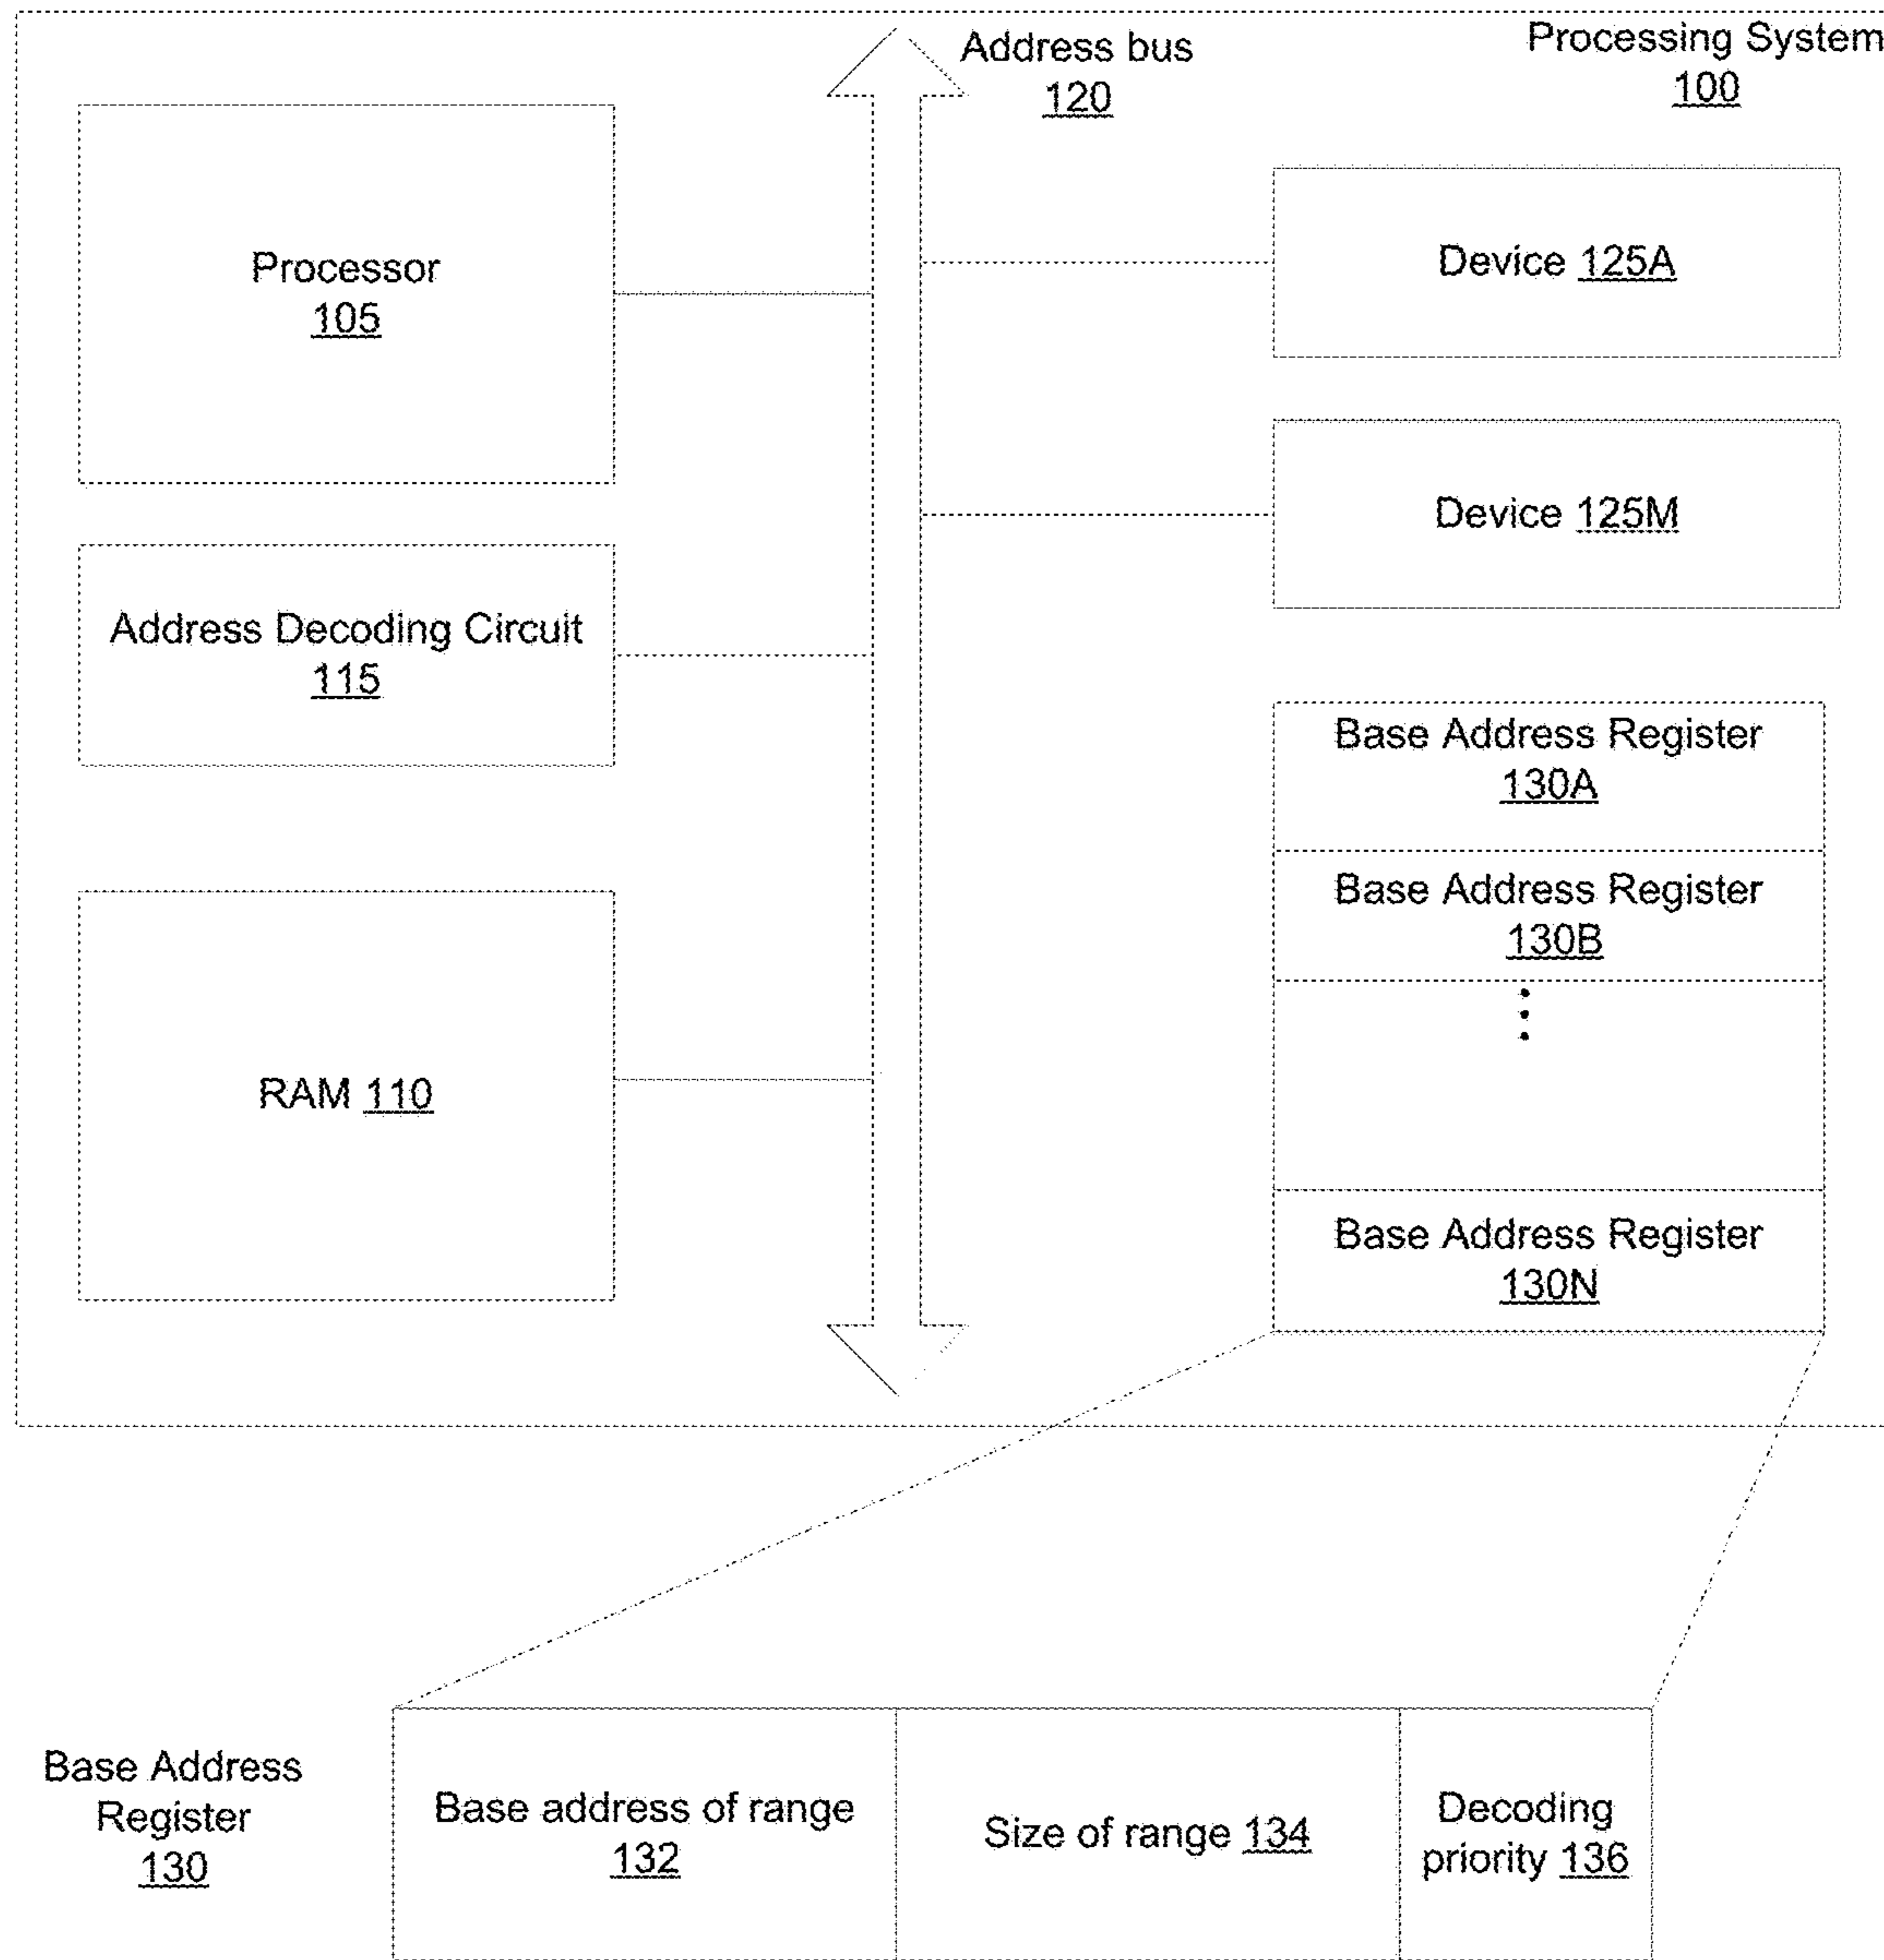 Processing System
100
Address bus
120
Processor
105
Address Decoding Circuit
115
RAM 110
Device 125A
Device 125M
Base Address Register
130A
Base Address Register
130B
Base Address Register
130N
Base Address
Register
130
Base address of range
132
Size of range 134
Decoding
priority 136